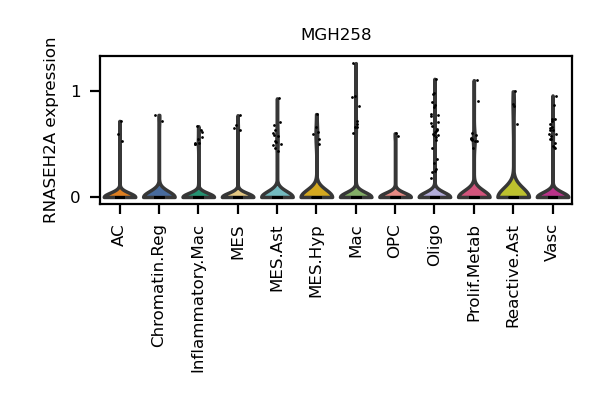 MGH258
RNASEH2A expression
1
0
AC
Chromatin.Reg
Inflammatory.Mac
MES
MES.Ast
MES.Hyp
Mac
OPC
Oligo
Prolif.Metab
Reactive.Ast
Vasc